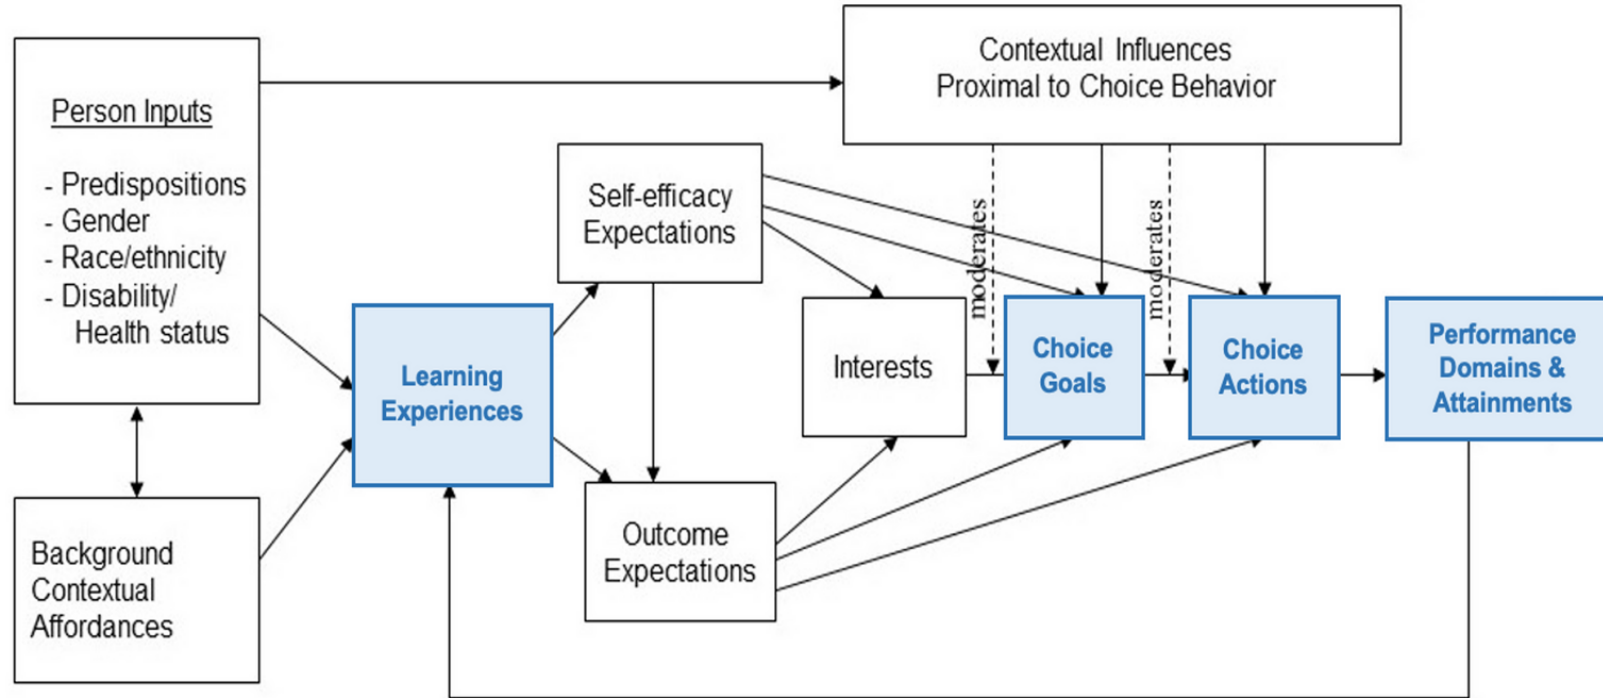 Contextual Influences
Proximal to Choice Behavior
Person Inputs
- Predispositions
- Gender
- Race/ethnicity
- Disability/
Health status
Self-efficacy
Expectations
moderates
moderates
Learning
Experiences
Interests
Choice
Goals
Choice
Actions
Performance
Domains &
Attainments
Background
Contextual
Affordances
Outcome
Expectations